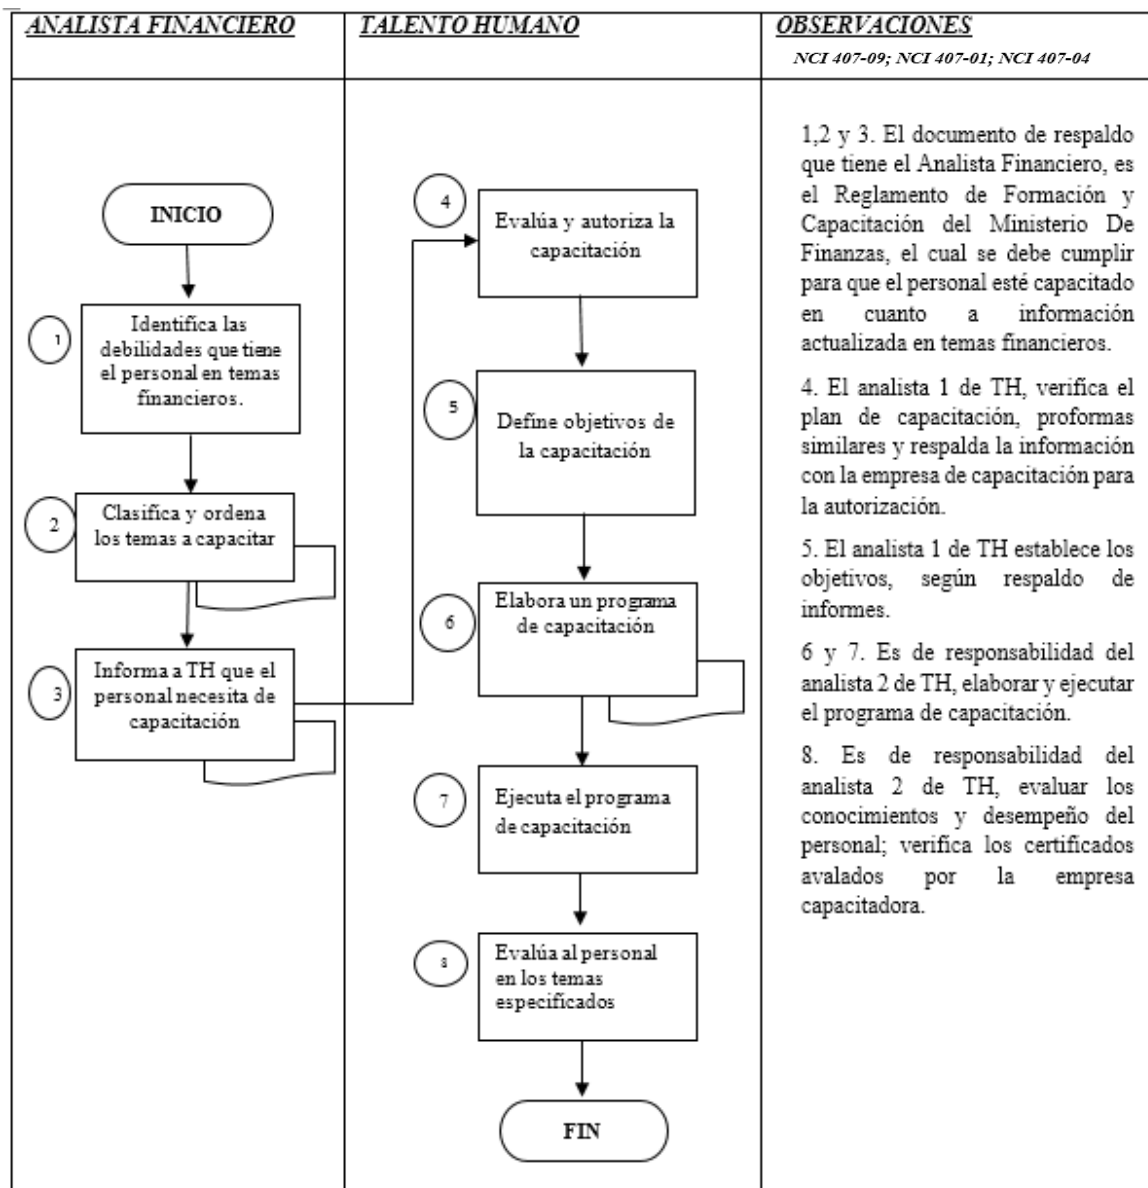 ANALISTA FINANCIERO
TALENTO HUMANO
OBSERVACIONES
NCI 407-09; NCI 407-01; NCI 407-04
INICIO
1
Identifica las
debilidades que tiene
el personal en temas
financieros.
2
Clasifica y ordena
los temas a capacitar
3
Informa a TH que el
personal necesita de
capacitación
4
Evalúa y autoriza la
capacitación
5
Define objetivos de
la capacitación
6
Elabora un programa
de capacitación
7
Ejecuta el programa
de capacitación
8
Evalúa al personal
en los temas
especificados
FIN
1,2 y 3. El documento de respaldo
que tiene el Analista Financiero, es
el Reglamento de Formación y
Capacitación del Ministerio De
Finanzas, el cual se debe cumplir
para que el personal esté capacitado
en cuanto a información
actualizada en temas financieros.
4. El analista 1 de TH, verifica el
plan de capacitación, proformas
similares y respalda la información
con la empresa de capacitación para
la autorización.
5. El analista 1 de TH establece los
objetivos, según respaldo de
informes.
6 y 7. Es de responsabilidad del
analista 2 de TH, elaborar y ejecutar
el programa de capacitación.
8. Es de responsabilidad del
analista 2 de TH, evaluar los
conocimientos y desempeño del
personal; verifica los certificados
avalados por la empresa
capacitadora.